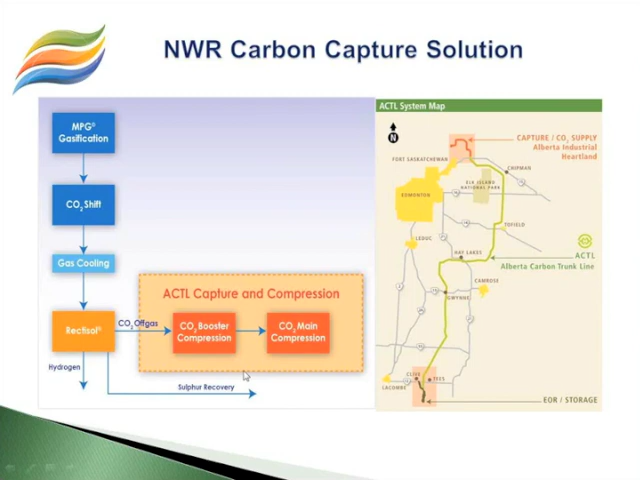 NWR Carbon Capture Solution
MPG®
Gasification
CO2 Shift
Gas Cooling
Rectisol®
CO2 Offgas
Hydrogen
Sulphur Recovery
ACTL Capture and Compression
CO2 Booster
Compression
CO2 Main
Compression
ACTL System Map
N
CAPTURE / CO2 SUPPLY
Alberta Industrial
Heartland
FORT SASKATCHEWAN
CHIPMAN
ELK ISLAND
NATIONAL PARK
EDMONTON
TOFIELD
LEDUC
HAY LAKES
ACTL
Alberta Carbon Trunk Line
CAMROSE
GWYNNE
CLIVE
TEES
LACOMBE
EOR / STORAGE